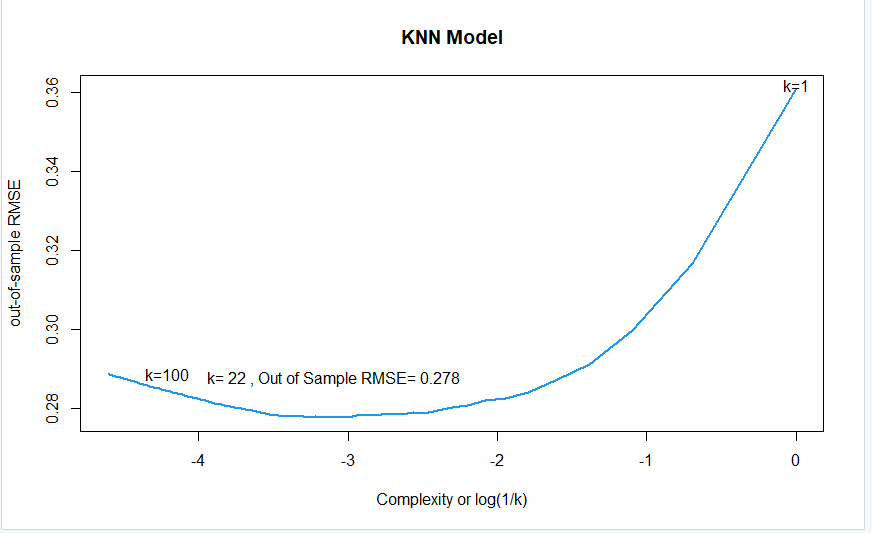 KNN Model
out-of-sample RMSE
0.36
0.34
0.32
0.30
0.28
k=1
k=100
k= 22 , Out of Sample RMSE= 0.278
-4 -3 -2 -1 0
Complexity or log(1/k)